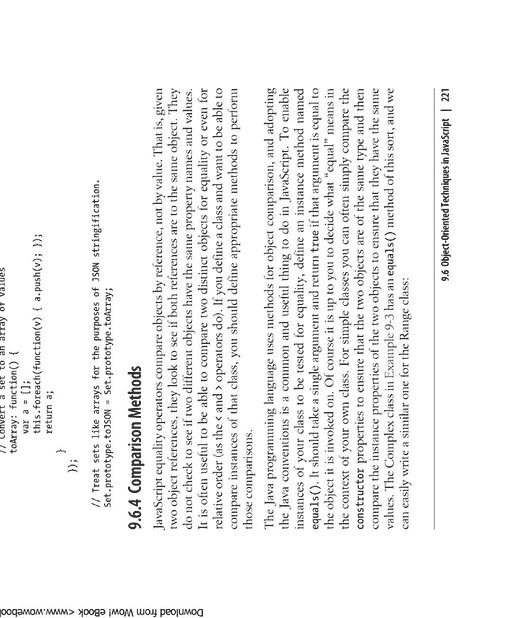 // Convert a set to an array of values
toArray: function() {
var a = [];
this.foreach(function(v) { a.push(v); });
return a;
}
});
// Treat sets like arrays for the purposes of JSON stringification.
Set.prototype.toJSON = Set.prototype.toArray;
9.6.4 Comparison Methods
JavaScript equality operators compare objects by reference, not by value. That is, given
two object references, they look to see if both references are to the same object. They
do not check to see if two different objects have the same property names and values.
It is often useful to be able to compare two distinct objects for equality or even for
relative order (as the < and > operators do). If you define a class and want to be able to
compare instances of that class, you should define appropriate methods to perform
those comparisons.
The Java programming language uses methods for object comparison, and adopting
the Java conventions is a common and useful thing to do in JavaScript. To enable
instances of your class to be tested for equality, define an instance method named
equals(). It should take a single argument and return true if that argument is equal to
the object it is invoked on. Of course it is up to you to decide what “equal” means in
the context of your own class. For simple classes you can often simply compare the
constructor properties to ensure that the two objects are of the same type and then
compare the instance properties of the two objects to ensure that they have the same
values. The Complex class in Example 9-3 has an equals() method of this sort, and we
can easily write a similar one for the Range class:
9.6 Object-Oriented Techniques in JavaScript | 221
Download from Wow! eBook <www.wowebook